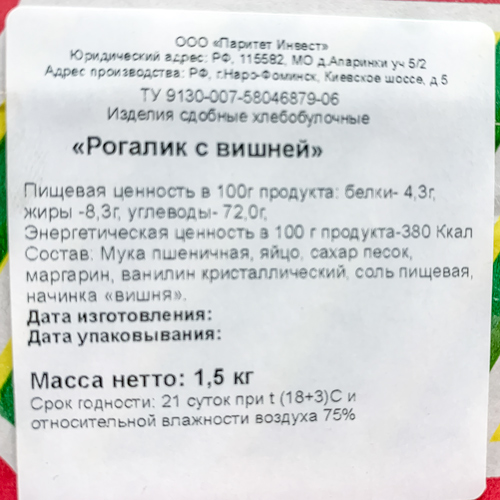 ООО «Паритет Инвест»
Юридический адрес: РФ, 115582, МО д.Апаринки уч 5/2
Адрес производства: РФ, г.Наро-Фоминск, Киевское шоссе, д 5
ТУ 9130-007-58046879-06
Изделия сдобные хлебобулочные
«Рогалик с вишней»
Пищевая ценность в 100г продукта: белки- 4,3г,
жиры -8,3г, углеводы- 72,0г,
Энергетическая ценность в 100 г продукта-380 Ккал
Состав: Мука пшеничная, яйцо, сахар песок,
маргарин, ванилин кристаллический, соль пищевая,
начинка «вишня».
Дата изготовления:
Дата упаковывания:
Масса нетто: 1,5 кг
Срок годности: 21 суток при t (18+3)С и
относительной влажности воздуха 75%